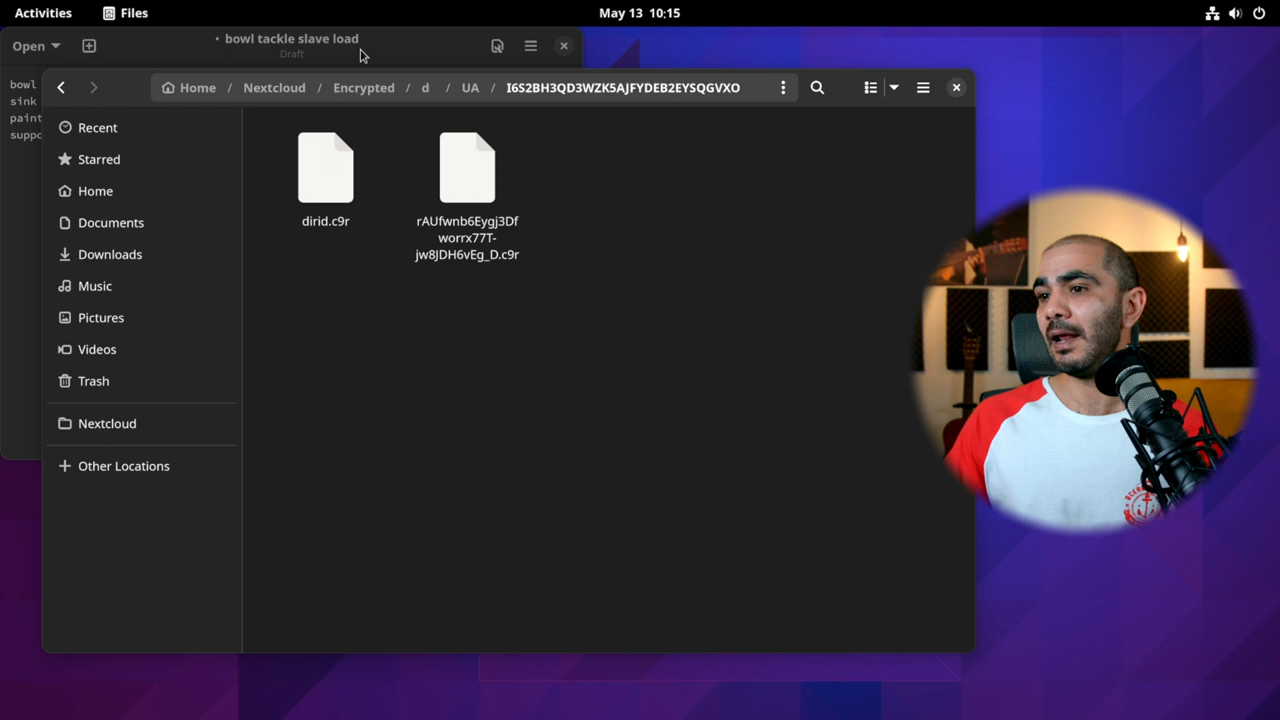 Activities
Files
May 13 10:15
Open
• bowl tackle slave load
Draft
bowl
sink
paint
suppo
Home / Nextcloud / Encrypted / d / UA / I6S2BH3QD3WZK5AJFYDEB2EYSQGVXO
Recent
Starred
Home
Documents
Downloads
Music
Pictures
Videos
Trash
Nextcloud
Other Locations
dirid.c9r
rAUfwnb6Eygj3Df
worrx77T-
jw8JDH6vEg_D.c9r